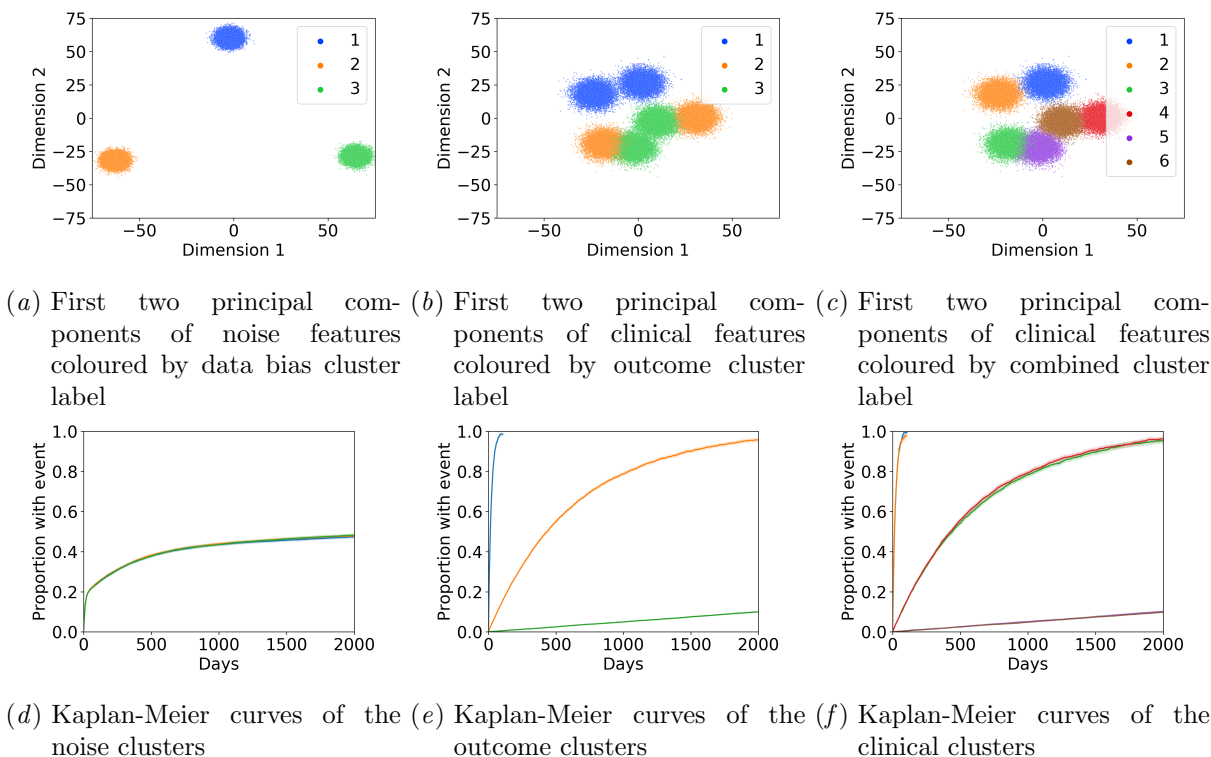 75
50
25
0
−25
−50
−75
Dimension 2
−50
0
50
Dimension 1
1
2
3
75
50
25
0
−25
−50
−75
Dimension 2
−50
0
50
Dimension 1
1
2
3
75
50
25
0
−25
−50
−75
Dimension 2
−50
0
50
Dimension 1
1
2
3
4
5
6
(a) First two principal com-
ponents of noise features
coloured by data bias cluster
label
(b) First two principal com-
ponents of clinical features
coloured by outcome cluster
label
(c) First two principal com-
ponents of clinical features
coloured by combined cluster
label
1.0
0.8
0.6
0.4
0.2
0.0
Proportion with event
0
500
1000
1500
2000
Days
1.0
0.8
0.6
0.4
0.2
0.0
Proportion with event
0
500
1000
1500
2000
Days
1.0
0.8
0.6
0.4
0.2
0.0
Proportion with event
0
500
1000
1500
2000
Days
(d) Kaplan-Meier curves of the
noise clusters
(e) Kaplan-Meier curves of the
outcome clusters
(f) Kaplan-Meier curves of the
clinical clusters